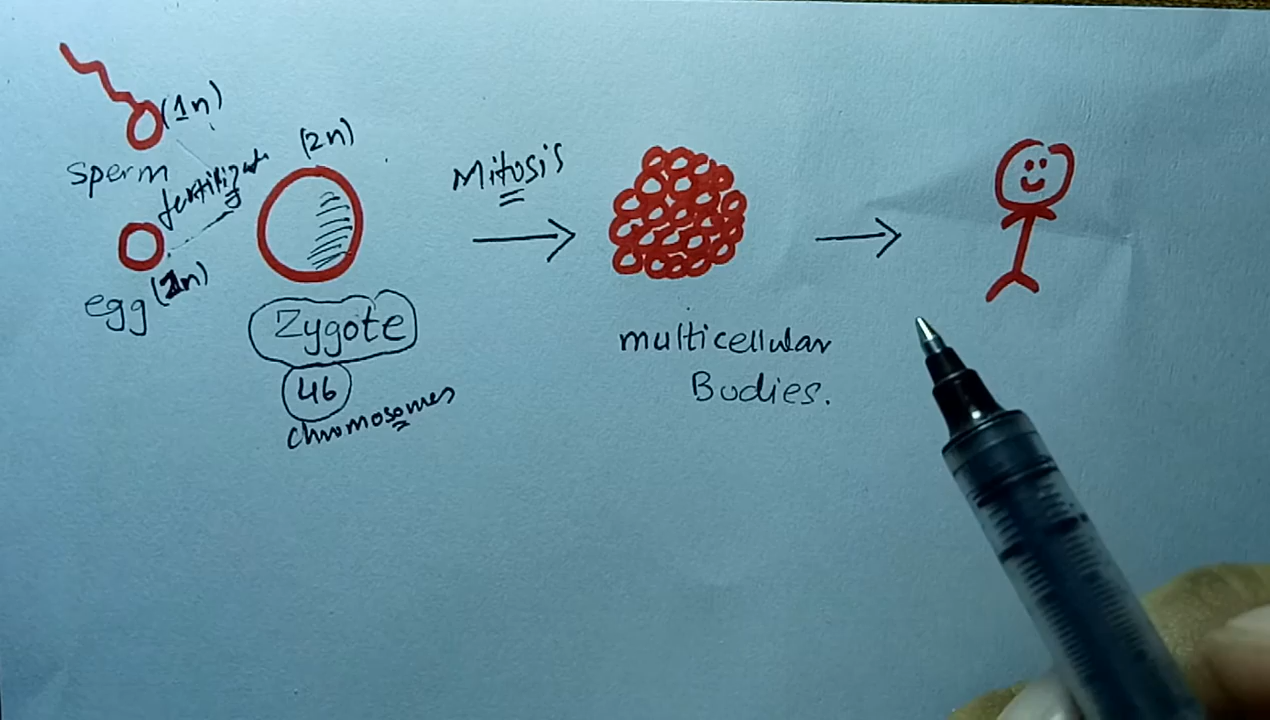 (1n)
sperm
fertilizat
egg (1n)
(2n)
Zygote
46
chromosomes
Mitosis
multicellular
Bodies.